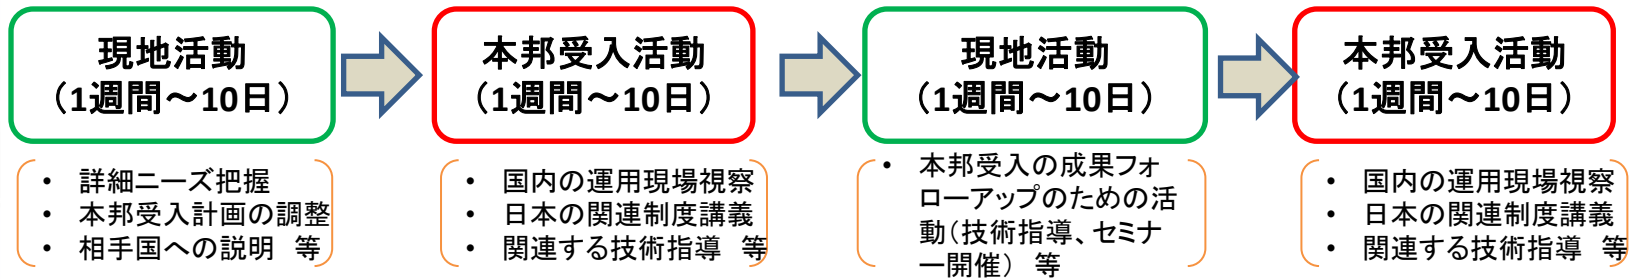 現地活動
（1週間～10日）
• 詳細ニーズ把握
• 本邦受入計画の調整
• 相手国への説明　等
本邦受入活動
（1週間～10日）
• 国内の運用現場視察
• 日本の関連制度講義
• 関連する技術指導　等
現地活動
（1週間～10日）
• 本邦受入の成果フォ
ローアップのための活
動（技術指導、セミナ
ー開催）　等
本邦受入活動
（1週間～10日）
• 国内の運用現場視察
• 日本の関連制度講義
• 関連する技術指導　等